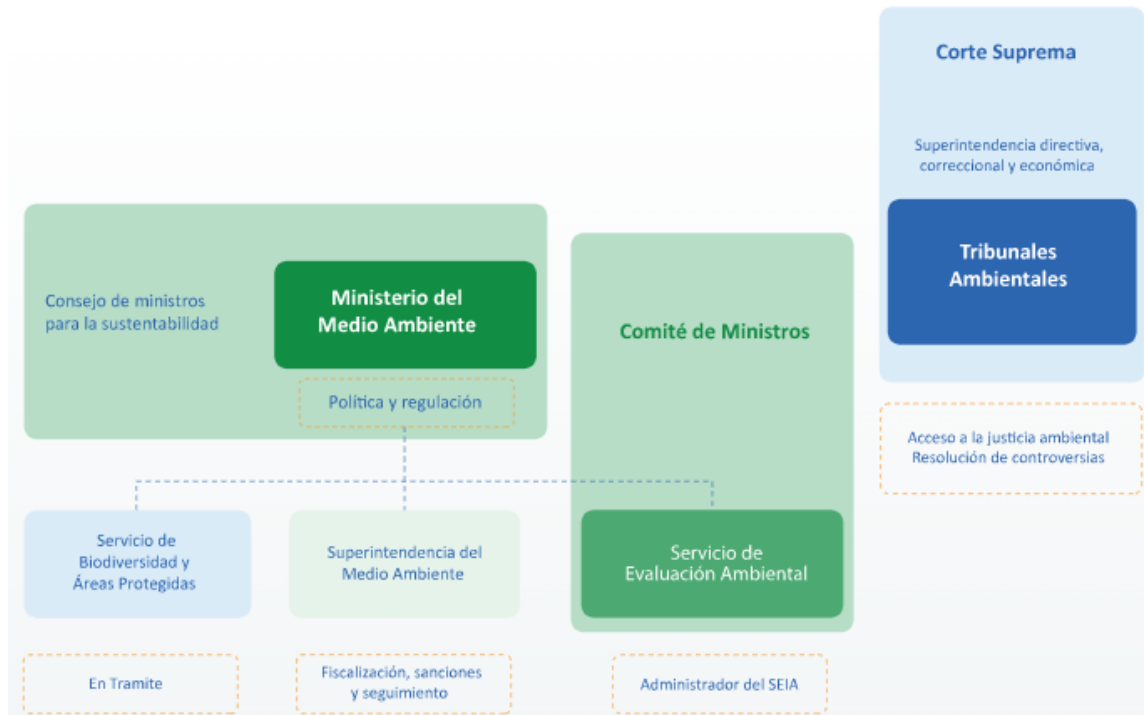 Corte Suprema
Superintendencia directiva,
correccional y económica
Tribunales
Ambientales
Acceso a la justicia ambiental
Resolución de controversias
Consejo de ministros
para la sustentabilidad
Ministerio del
Medio Ambiente
Política y regulación
Comité de Ministros
Servicio de
Biodiversidad y
Áreas Protegidas
Superintendencia del
Medio Ambiente
Servicio de
Evaluación Ambiental
En Tramite
Fiscalización, sanciones
y seguimiento
Administrador del SEIA